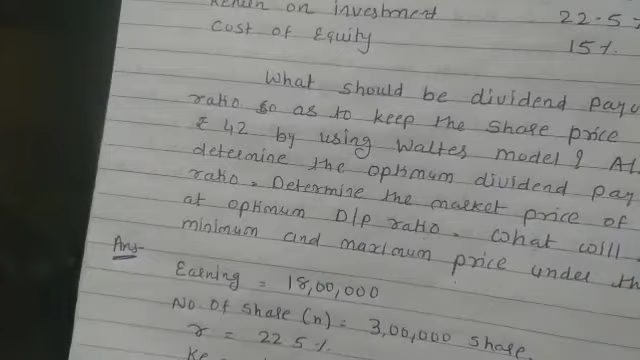 Return on investment 22.5%
Cost of Equity 15%
What should be dividend
ratio so as to keep the share price
₹ 42 by using Walter model?
determine the optimum dividend pay
ratio. Determine the market price of
at optimum D/P ratio. What will
minimum and maximum price under the
Ans-
Earning = 18,00,000
No. of share (n) = 3,00,000 share.
r = 22.5%
Ke